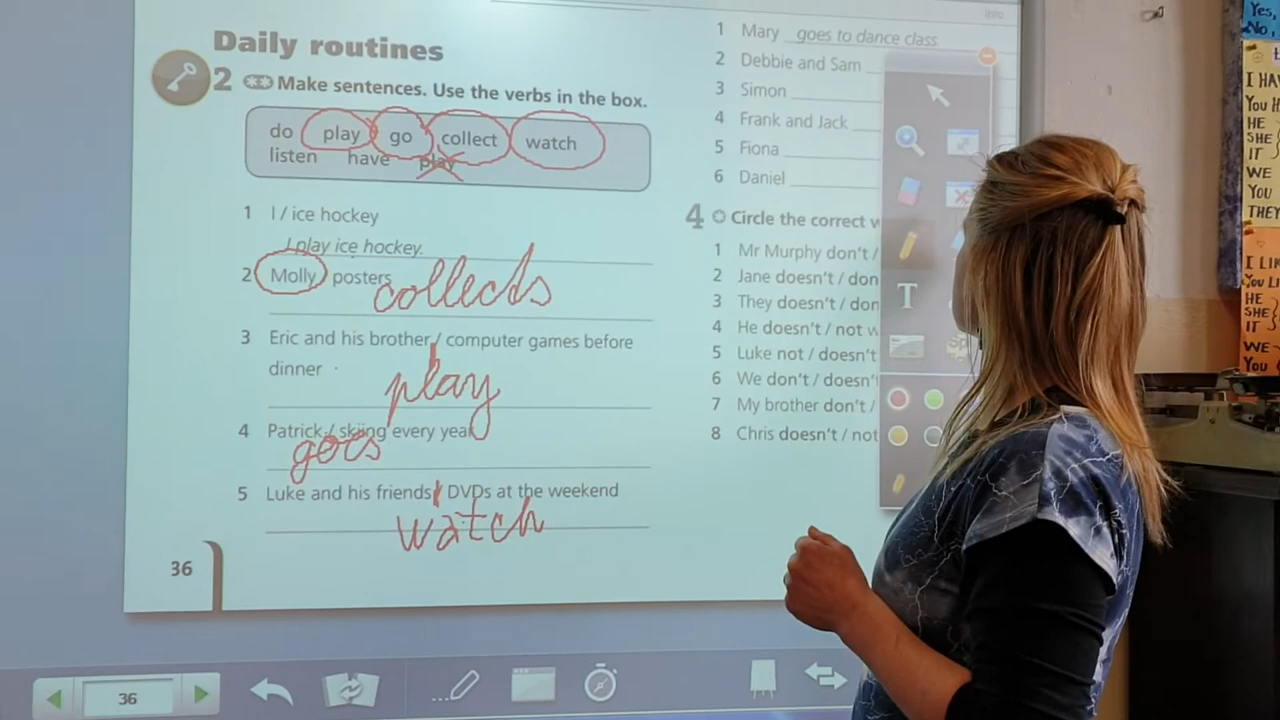 Info
Daily routines
2 Make sentences. Use the verbs in the box.
do play go collect watch
listen have play
1 I / ice hockey
I play ice hockey.
2 Molly posters
collects
3 Eric and his brother / computer games before
dinner
play
4 Patrick / skiing every year
goes
5 Luke and his friends / DVDs at the weekend
watch
36
1 Mary goes to dance class.
2 Debbie and Sam
3 Simon
4 Frank and Jack
5 Fiona
6 Daniel
4 Circle the correct w
1 Mr Murphy don't /
2 Jane doesn't / don
3 They doesn't / don
4 He doesn't / not w
5 Luke not / doesn't
6 We don't / doesn'
7 My brother don't /
8 Chris doesn't / not
T
36
Yes,
No,
I HA
YOU H
HE
SHE
IT
WE
YOU
THEY
I LIK
YOU LI
HE
SHE
IT
WE
YOU